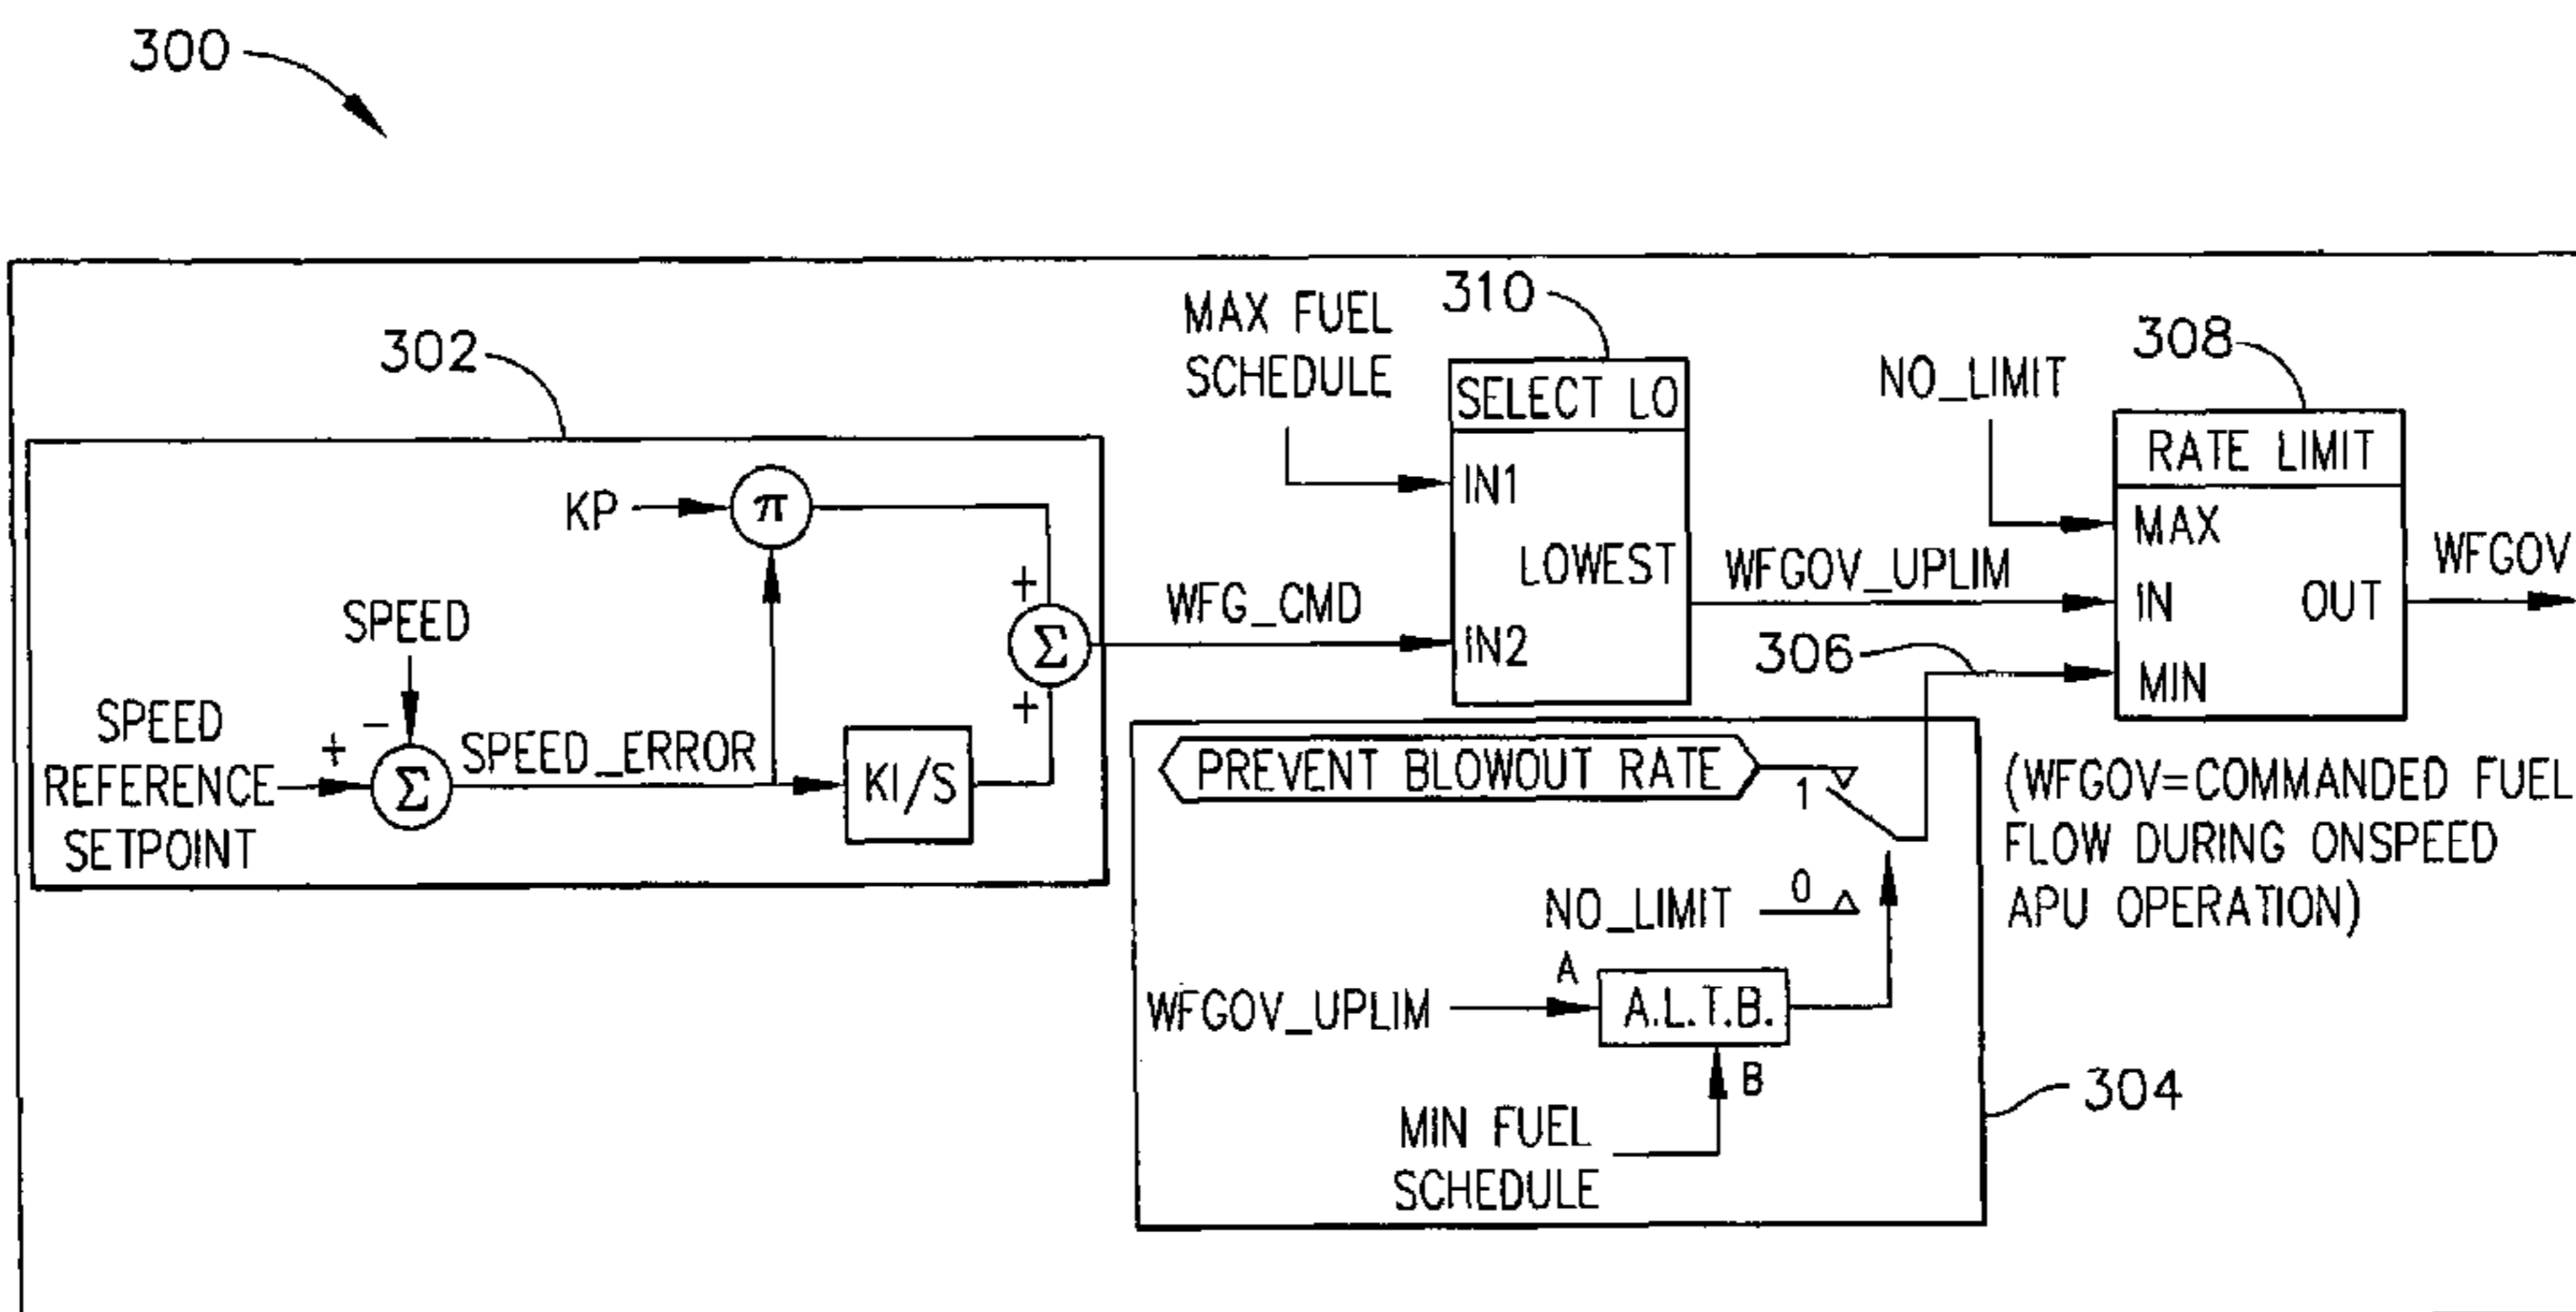 300
302
KP
π
+
SPEED
-
SPEED
REFERENCE
SETPOINT
+
Σ
SPEED_ERROR
KI/S
+
Σ
WFG_CMD
MAX FUEL
SCHEDULE
310
SELECT LO
IN1
LOWEST
IN2
WFGOV_UPLIM
NO_LIMIT
308
RATE LIMIT
MAX
IN
OUT
MIN
WFGOV
306
PREVENT BLOWOUT RATE
1
NO_LIMIT
0
WFGOV_UPLIM
A
A.L.T.B.
B
MIN FUEL
SCHEDULE
304
(WFGOV=COMMANDED FUEL
FLOW DURING ONSPEED
APU OPERATION)